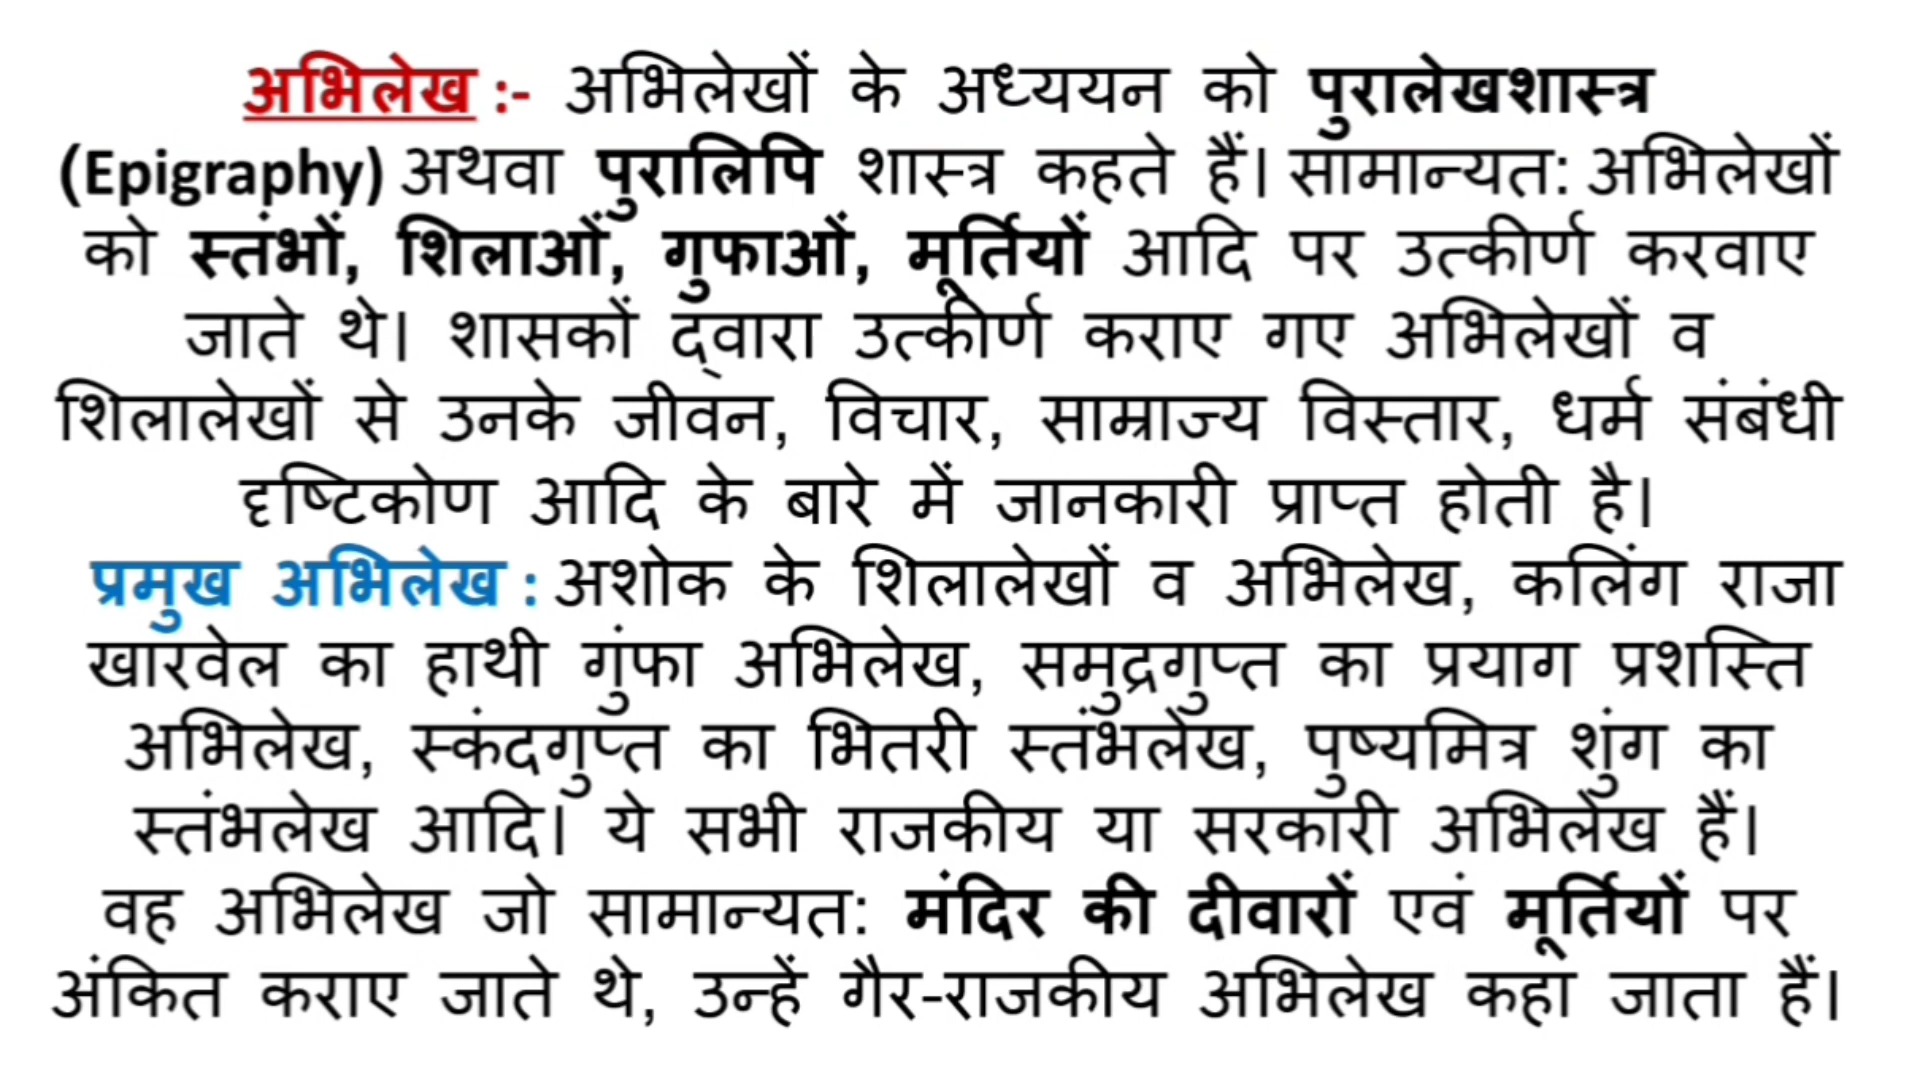 अभिलेख :- अभिलेखों के अध्ययन को पुरालेखशास्त्र
(Epigraphy) अथवा पुरालिपि शास्त्र कहते हैं। सामान्यत: अभिलेखों
को स्तंभों, शिलाओं, गुफाओं, मूर्तियों आदि पर उत्कीर्ण करवाए
जाते थे। शासकों द्वारा उत्कीर्ण कराए गए अभिलेखों व
शिलालेखों से उनके जीवन, विचार, साम्राज्य विस्तार, धर्म संबंधी
दृष्टिकोण आदि के बारे में जानकारी प्राप्त होती है।
प्रमुख अभिलेख : अशोक के शिलालेखों व अभिलेख, कलिंग राजा
खारवेल का हाथी गुंफा अभिलेख, समुद्रगुप्त का प्रयाग प्रशस्ति
अभिलेख, स्कंदगुप्त का भितरी स्तंभलेख, पुष्यमित्र शुंग का
स्तंभलेख आदि। ये सभी राजकीय या सरकारी अभिलेख हैं।
वह अभिलेख जो सामान्यत: मंदिर की दीवारों एवं मूर्तियों पर
अंकित कराए जाते थे, उन्हें गैर-राजकीय अभिलेख कहा जाता हैं।